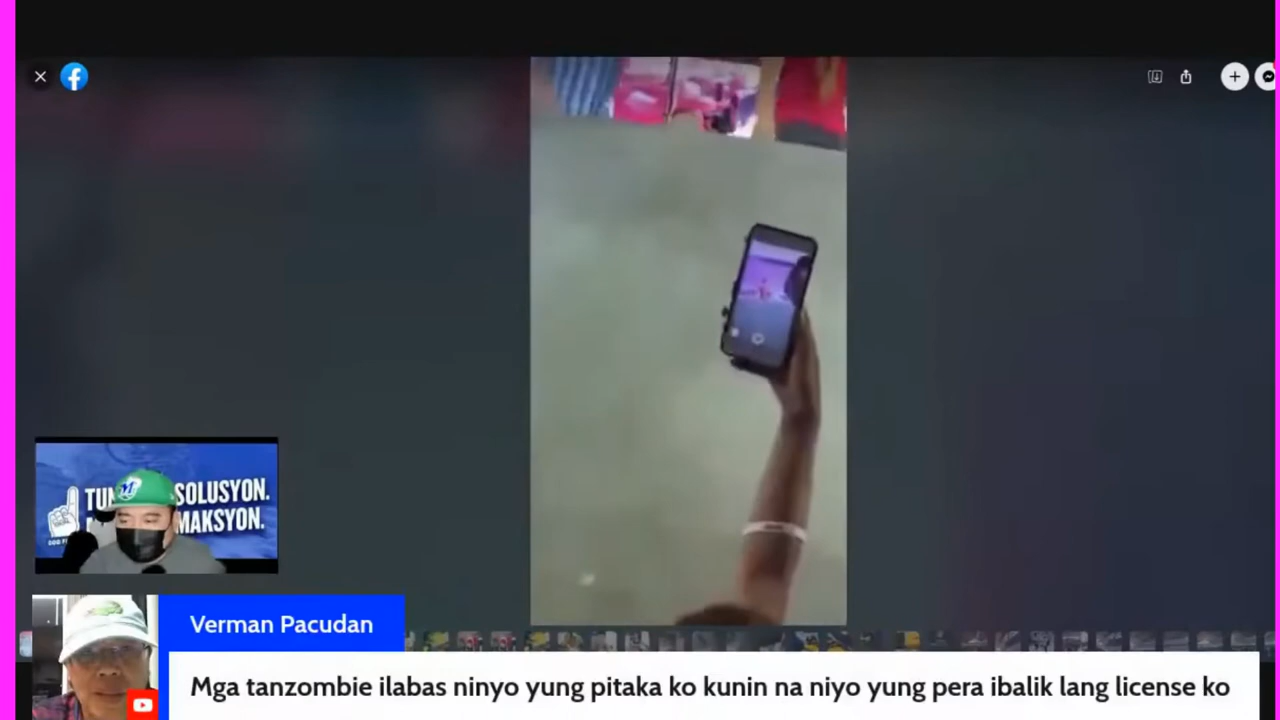 TUN SOLUSYON.
MAKSYON.
Verman Pacudan
Mga tanzombie ilabas ninyo yung pitaka ko kunin na niyo yung pera ibalik lang license ko